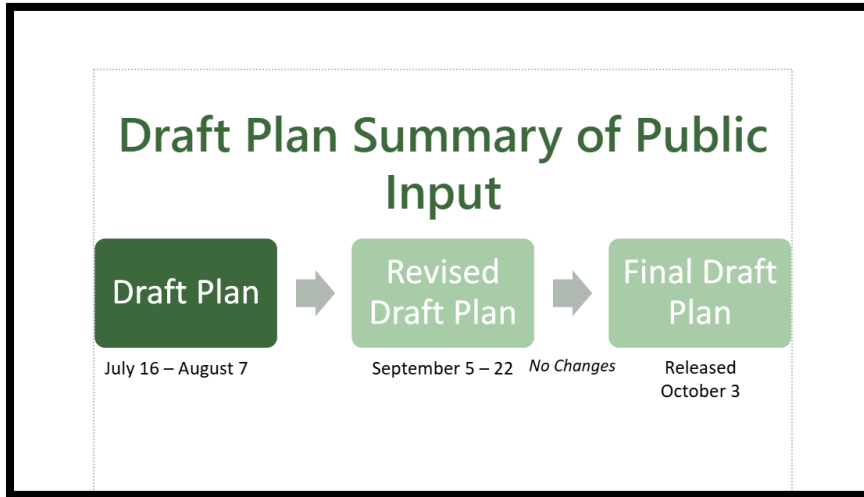 Draft Plan Summary of Public
Input
Draft Plan
Revised
Draft Plan
Final Draft
Plan
July 16 – August 7
September 5 – 22
No Changes
Released
October 3